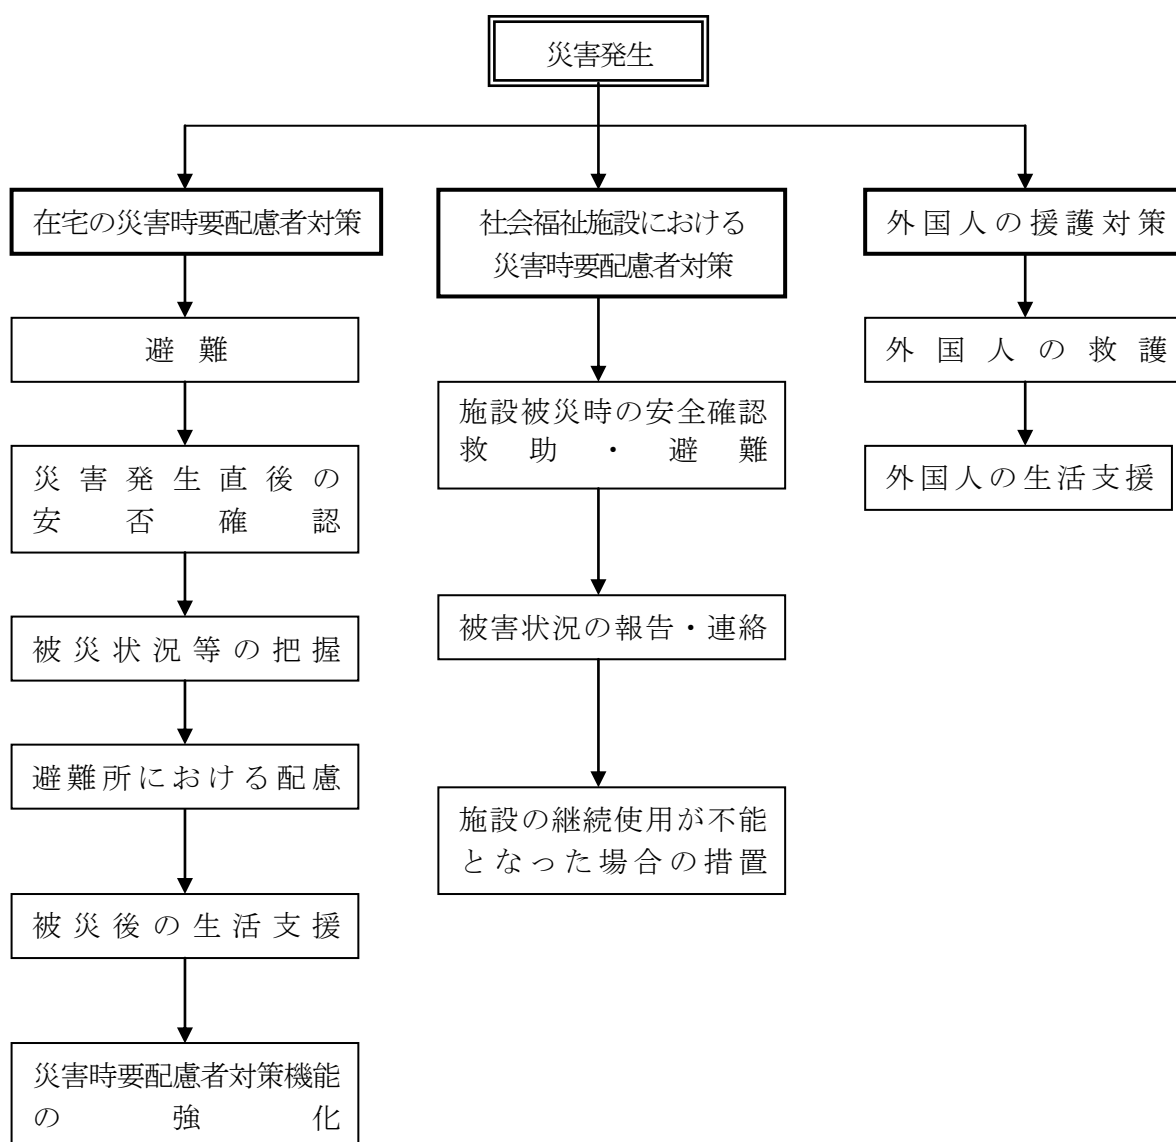 災害発生
在宅の災害時要配慮者対策
避難
災害発生直後の
安否確認
被災状況等の把握
避難所における配慮
被災後の生活支援
災害時要配慮者対策機能
の強化
社会福祉施設における
災害時要配慮者対策
施設被災時の安全確認
救助・避難
被害状況の報告・連絡
施設の継続使用が不能
となった場合の措置
外国人の援護対策
外国人の救護
外国人の生活支援